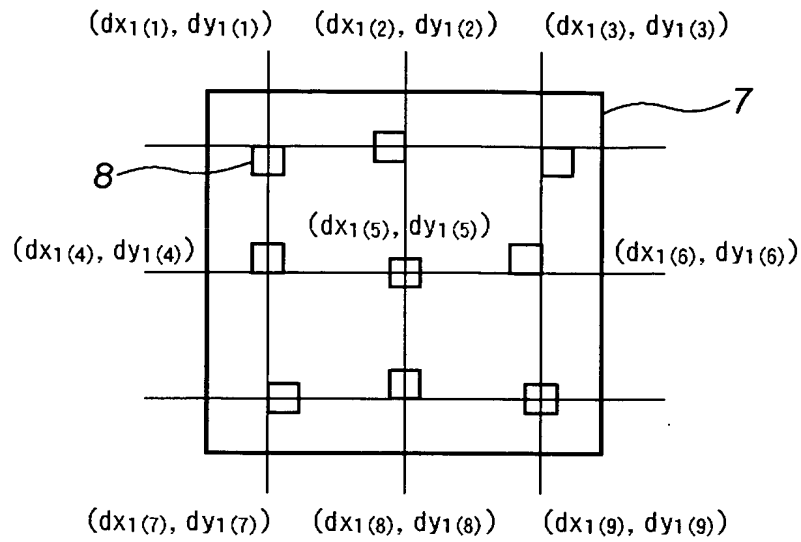 (dx1(1), dy1(1)) (dx1(2), dy1(2)) (dx1(3), dy1(3))
7
8
(dx1(5), dy1(5))
(dx1(4), dy1(4)) (dx1(6), dy1(6))
(dx1(7), dy1(7)) (dx1(8), dy1(8)) (dx1(9), dy1(9))